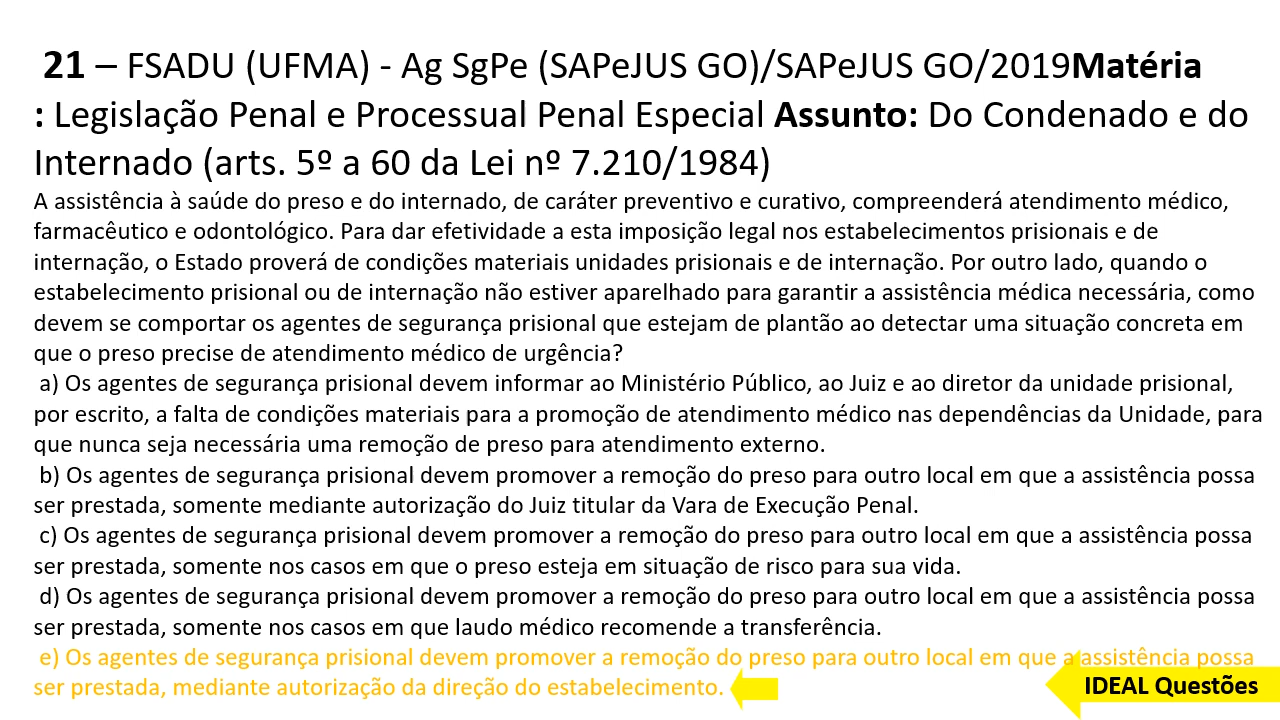 21 – FSADU (UFMA) - Ag SgPe (SAPeJUS GO)/SAPeJUS GO/2019Matéria
: Legislação Penal e Processual Penal Especial Assunto: Do Condenado e do
Internado (arts. 5º a 60 da Lei nº 7.210/1984)
A assistência à saúde do preso e do internado, de caráter preventivo e curativo, compreenderá atendimento médico,
farmacêutico e odontológico. Para dar efetividade a esta imposição legal nos estabelecimentos prisionais e de
internação, o Estado proverá de condições materiais unidades prisionais e de internação. Por outro lado, quando o
estabelecimento prisional ou de internação não estiver aparelhado para garantir a assistência médica necessária, como
devem se comportar os agentes de segurança prisional que estejam de plantão ao detectar uma situação concreta em
que o preso precise de atendimento médico de urgência?
a) Os agentes de segurança prisional devem informar ao Ministério Público, ao Juiz e ao diretor da unidade prisional,
por escrito, a falta de condições materiais para a promoção de atendimento médico nas dependências da Unidade, para
que nunca seja necessária uma remoção de preso para atendimento externo.
b) Os agentes de segurança prisional devem promover a remoção do preso para outro local em que a assistência possa
ser prestada, somente mediante autorização do Juiz titular da Vara de Execução Penal.
c) Os agentes de segurança prisional devem promover a remoção do preso para outro local em que a assistência possa
ser prestada, somente nos casos em que o preso esteja em situação de risco para sua vida.
d) Os agentes de segurança prisional devem promover a remoção do preso para outro local em que a assistência possa
ser prestada, somente nos casos em que laudo médico recomende a transferência.
e) Os agentes de segurança prisional devem promover a remoção do preso para outro local em que a assistência possa
ser prestada, mediante autorização da direção do estabelecimento.
IDEAL Questões